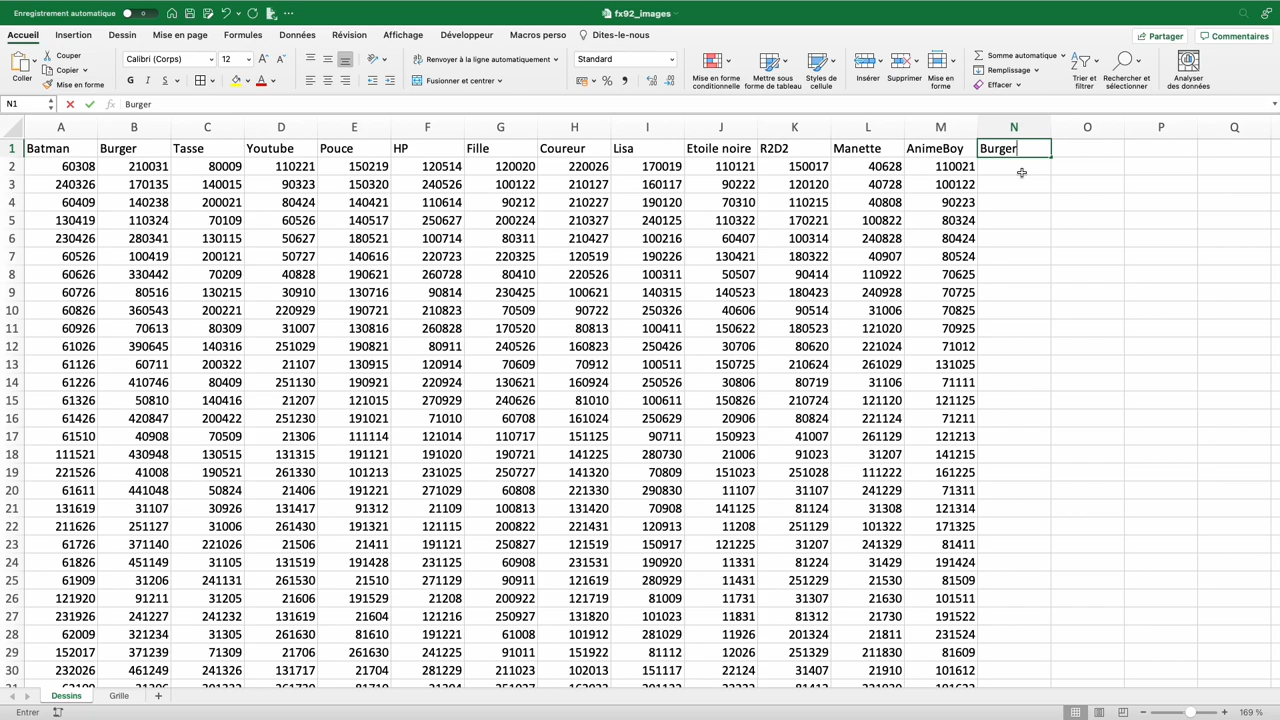 Enregistrement automatique 0 fx92_images
Accueil Insertion Dessin Mise en page Formules Données Révision Affichage Développeur Macros perso Dites-le-nous Partager Commentaires
Coller Couper Copier Mise en forme
Calibri (Corps) 12 A A
G I S A
Renvoyer à la ligne automatiquement
Fusionner et centrer
Standard
%
Mise en forme conditionnelle
Mettre sous forme de tableau
Styles de cellule
Insérer
Supprimer
Mise en forme
Somme automatique
Remplissage
Effacer
Trier et filtrer
Rechercher et sélectionner
Analyser des données
N1 fx Burger
A B C D E F G H I J K L M N O P Q
1 Batman Burger Tasse Youtube Pouce HP Fille Coureur Lisa Etoile noire R2D2 Manette AnimeBoy Burger
2 60308 210031 80009 110221 150219 120514 120020 220026 170019 110121 150017 40628 110021
3 240326 170135 140015 90323 150320 240526 100122 210127 160117 90222 120120 40728 100122
4 60409 140238 200021 80424 140421 110614 90212 210227 190120 70310 110215 40808 90223
5 130419 110324 70109 60526 140517 250627 200224 210327 240125 110322 170221 100822 80324
6 230426 280341 130115 50627 180521 100714 80311 210427 100216 60407 100314 240828 80424
7 60526 100419 200121 50727 140616 220723 220325 120519 190226 130421 180322 40907 80524
8 60626 330442 70209 40828 190621 260728 80410 220526 100311 50507 90414 110922 70625
9 60726 80516 130215 30910 130716 90814 230425 100621 140315 140523 180423 240928 70725
10 60826 360543 200221 220929 190721 210823 70509 90722 250326 40606 90514 31006 70825
11 60926 70613 80309 31007 130816 260828 170520 80813 100411 150622 180523 121020 70925
12 61026 390645 140316 251029 190821 80911 240526 160823 250426 30706 80620 221024 71012
13 61126 60711 200322 21107 130915 120914 70609 70912 100511 150725 210624 261029 131025
14 61226 410746 80409 251130 190921 220924 130621 160924 250526 30806 80719 31106 71111
15 61326 50810 140416 21207 121015 270929 240626 81010 100611 150826 210724 121120 121125
16 61426 420847 200422 251230 191021 71010 60708 161024 250629 20906 80824 221124 71211
17 61510 40908 70509 21306 111114 121014 110717 151125 90711 150923 41007 261129 121213
18 111521 430948 130515 131315 191121 191020 190721 141225 280730 21006 91023 31207 141215
19 221526 41008 190521 261330 101213 231025 250727 141320 70809 151023 251028 111222 161225
20 61611 441048 50824 21406 191221 271029 60808 221330 290830 11107 31107 241229 71311
21 131619 31107 30926 131417 91312 21109 100813 131420 70908 141125 81124 31308 121314
22 211626 251127 31006 261430 191321 121115 200822 221431 120913 11208 251129 101322 171325
23 61726 371140 221026 21506 21411 191121 250827 121519 150917 121225 31207 241329 81411
24 61826 451149 31105 131519 191428 231125 60908 231531 190920 11331 81224 31429 191424
25 61909 31206 241131 261530 21510 271129 90911 121619 280929 11431 251229 21530 81509
26 121920 91211 31205 21606 191529 21208 200922 121719 81009 11731 31307 21630 101511
27 231926 241227 241232 131619 21604 121216 250927 131820 101023 11831 81312 21730 191522
28 62009 321234 31305 261630 81610 191221 61008 101912 281029 11926 201324 21811 231524
29 152017 371239 71309 21706 261630 241225 91011 151922 81112 12026 251329 211830 81609
30 232026 461249 241326 131717 21704 281229 211023 102013 151117 22124 31407 21910 101612
Dessins Grille +
Entrer 169 %